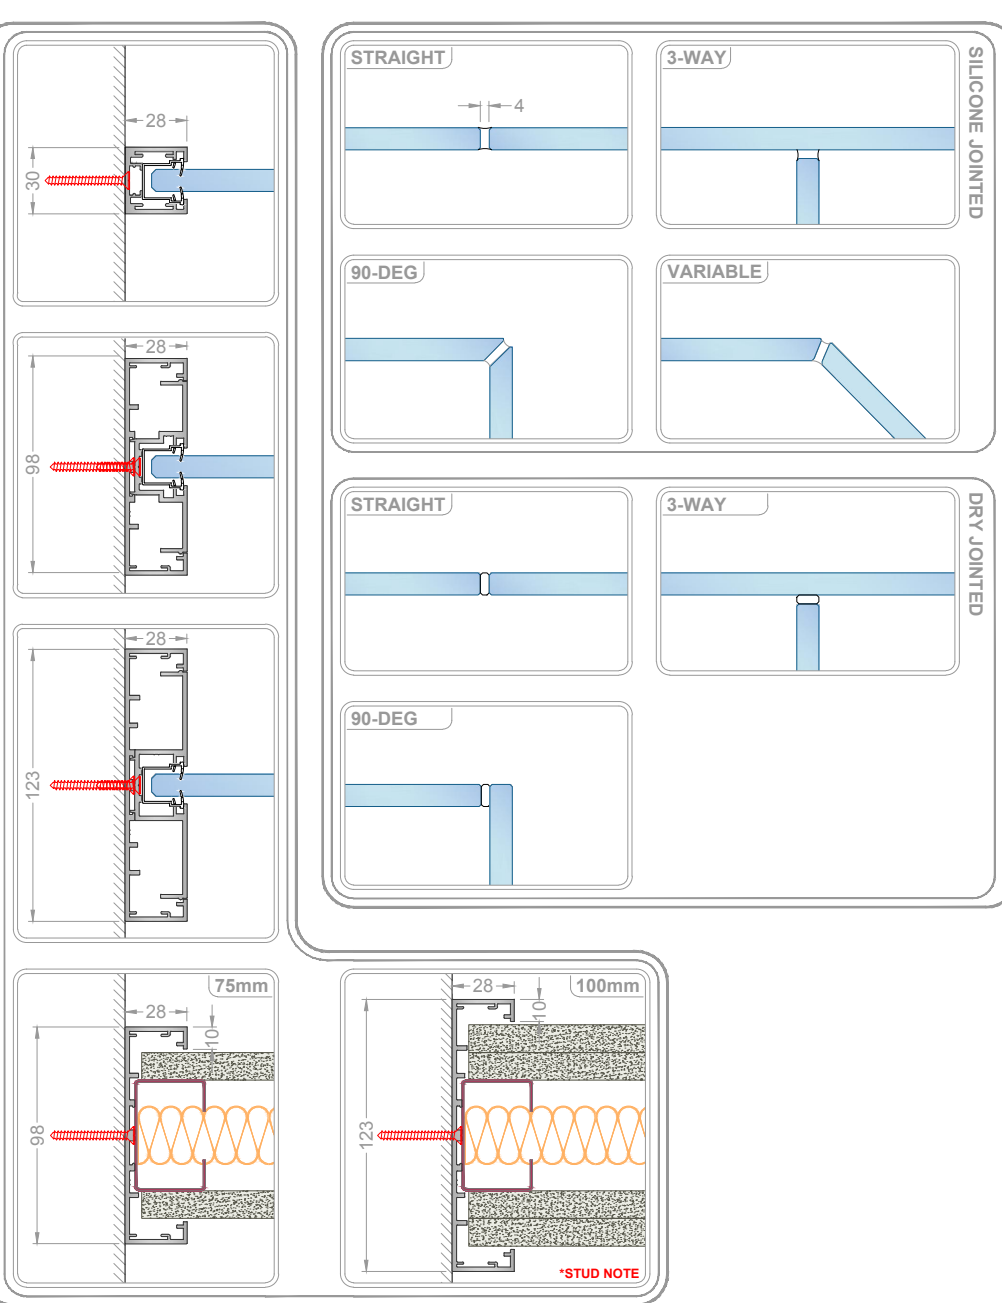 28
30
28
98
28
123
75mm
28
10
98
100mm
28
10
123
*STUD NOTE
SILICONE JOINTED
STRAIGHT
4
3-WAY
90-DEG
VARIABLE
DRY JOINTED
STRAIGHT
3-WAY
90-DEG